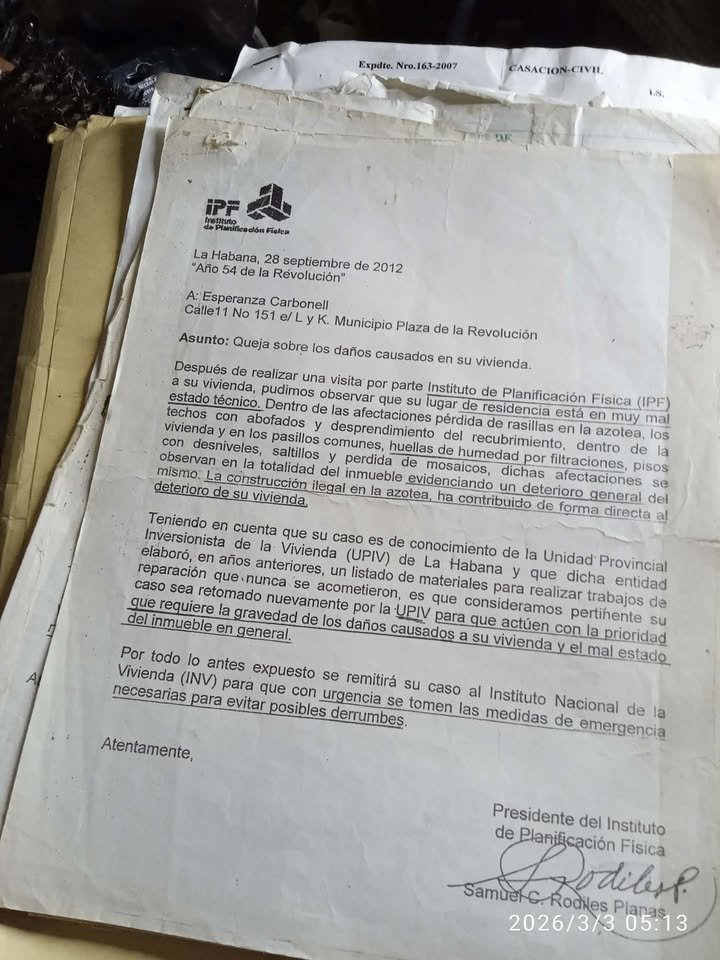 Expdte. Nro.163-2007 CASACION-CIVIL
I.S.
DE
IPF
Instituto
de Planificación Física
La Habana, 28 septiembre de 2012
"Año 54 de la Revolución"
A: Esperanza Carbonell
Calle11 No 151 e/ L y K. Municipio Plaza de la Revolución
Asunto: Queja sobre los daños causados en su vivienda.
Después de realizar una visita por parte Instituto de Planificación Física (IPF)
a su vivienda, pudimos observar que su lugar de residencia está en muy mal
estado técnico. Dentro de las afectaciones pérdida de rasillas en la azotea, los
techos con abofados y desprendimiento del recubrimiento, dentro de la
vivienda y en los pasillos comunes, huellas de humedad por filtraciones, pisos
con desniveles, saltillos y perdida de mosaicos, dichas afectaciones se
observan en la totalidad del inmueble evidenciando un deterioro general del
mismo. La construcción ilegal en la azotea, ha contribuido de forma directa al
deterioro de su vivienda.
Teniendo en cuenta que su caso es de conocimiento de la Unidad Provincial
Inversionista de la Vivienda (UPIV) de La Habana y que dicha entidad
elaboró, en años anteriores, un listado de materiales para realizar trabajos de
reparación que nunca se acometieron, es que consideramos pertinente su
caso sea retomado nuevamente por la UPIV para que actúen con la prioridad
que requiere la gravedad de los daños causados a su vivienda y el mal estado
del inmueble en general.
Por todo lo antes expuesto se remitirá su caso al Instituto Nacional de la
Vivienda (INV) para que con urgencia se tomen las medidas de emergencia
necesarias para evitar posibles derrumbes.
Atentamente,
Presidente del Instituto
de Planificación Física
SRodilesP.
Samuel C. Rodiles Planas
2026/3/3 05:13